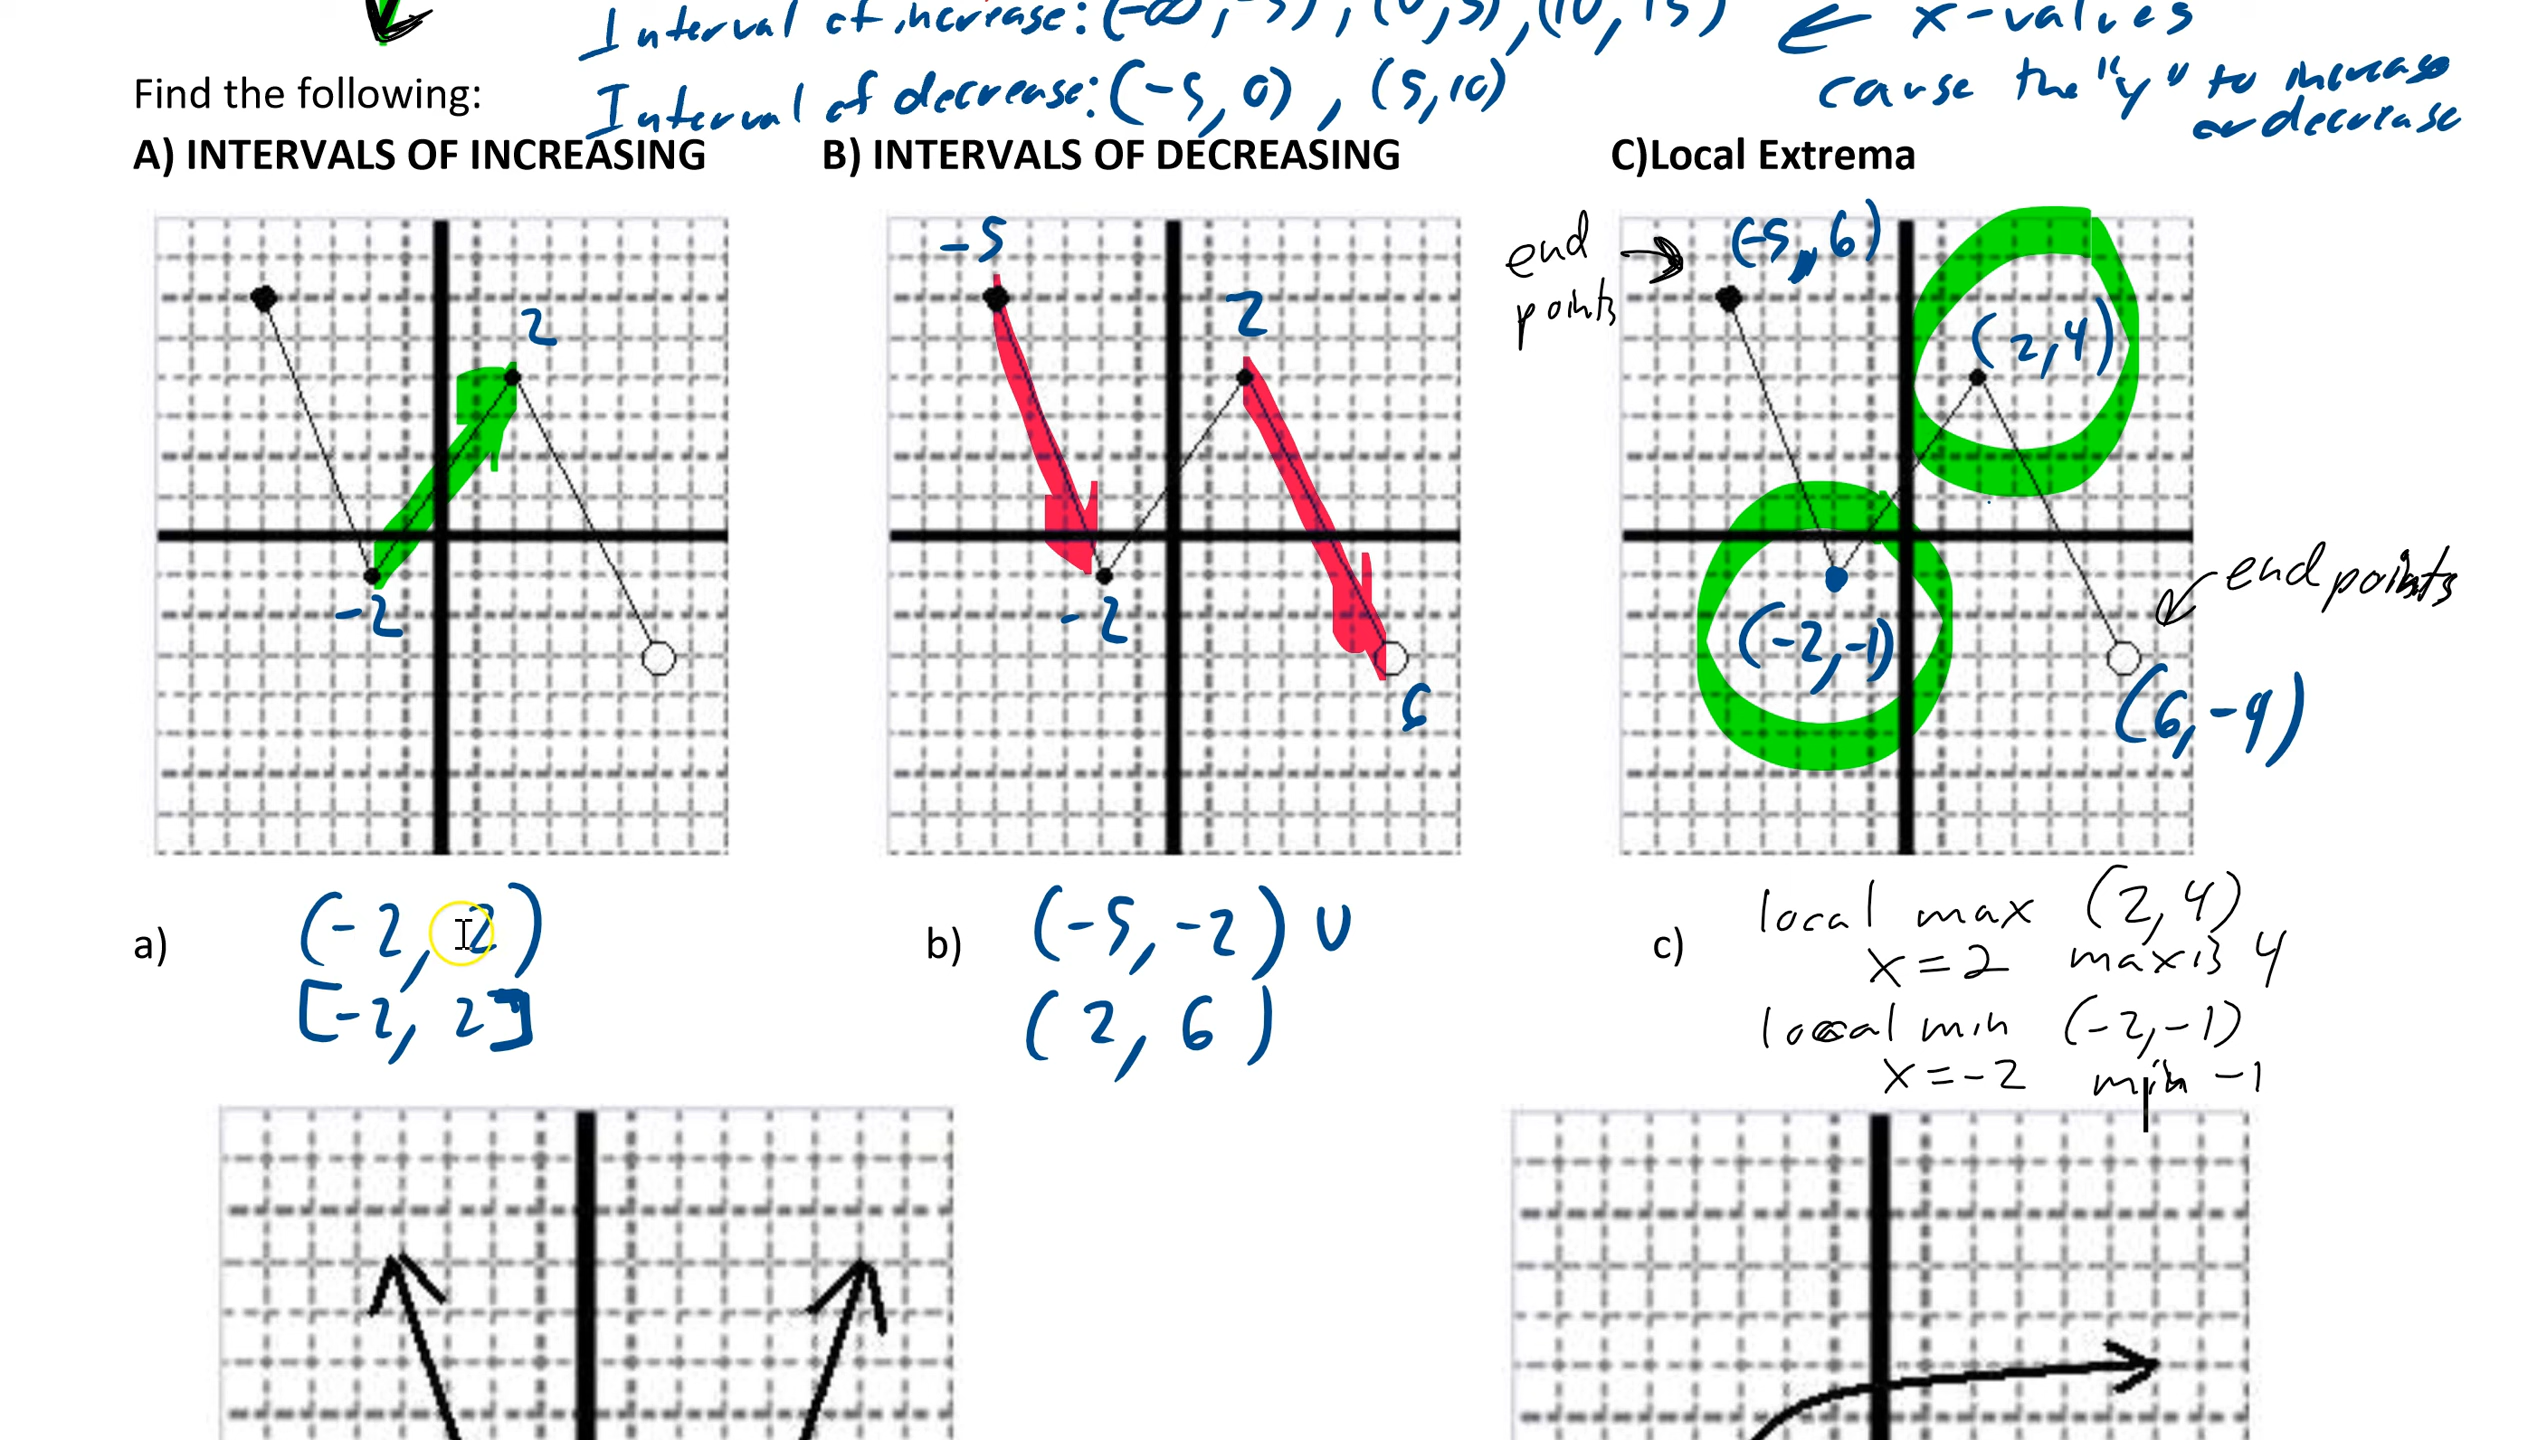 Interval of increase: (-∞, -5), (0,5), (10, 15) ← x-values
Find the following:
Interval of decrease: (-5, 0) , (5,10)
cause the "y" to increase
or decrease
A) INTERVALS OF INCREASING
B) INTERVALS OF DECREASING
C)Local Extrema
2
-2
-5
2
-2
6
end
points
(-5, 6)
(2,4)
(-2,-1)
end points
(6,-4)
a)
(-2, 2)
[-2, 2]
b)
(-5, -2) U
(2, 6)
c)
local max (2,4)
x=2 max is 4
local min (-2,-1)
x=-2 min -1